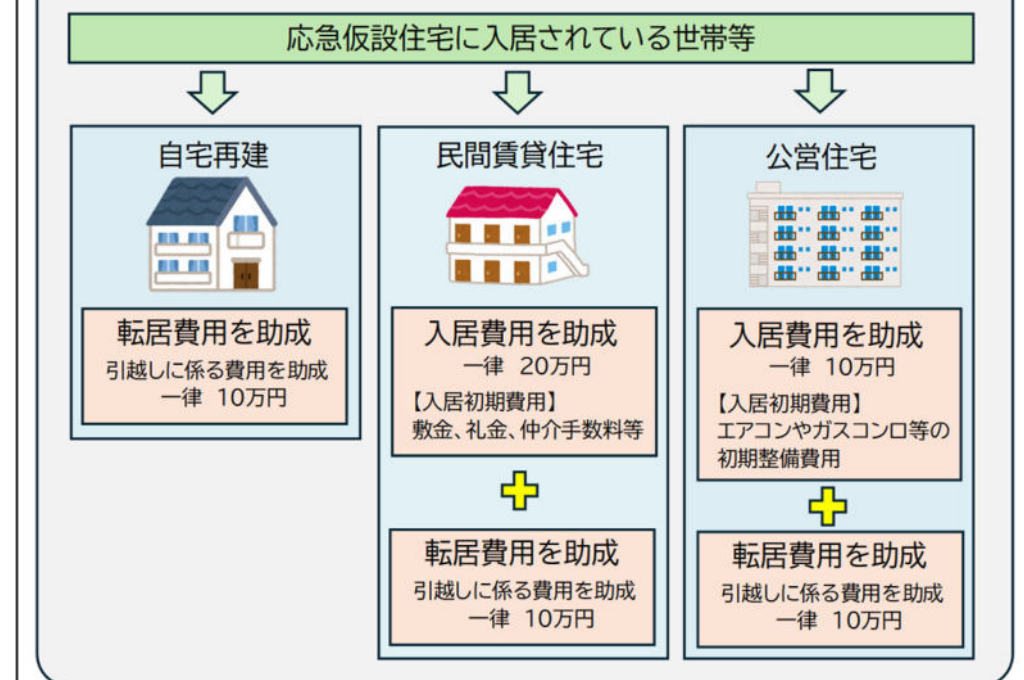 応急仮設住宅に入居されている世帯等
自宅再建
転居費用を助成
引越しに係る費用を助成
一律 10万円
民間賃貸住宅
入居費用を助成
一律 20万円
【入居初期費用】
敷金、礼金、仲介手数料等
転居費用を助成
引越しに係る費用を助成
一律 10万円
公営住宅
入居費用を助成
一律 10万円
【入居初期費用】
エアコンやガスコンロ等の
初期整備費用
転居費用を助成
引越しに係る費用を助成
一律 10万円